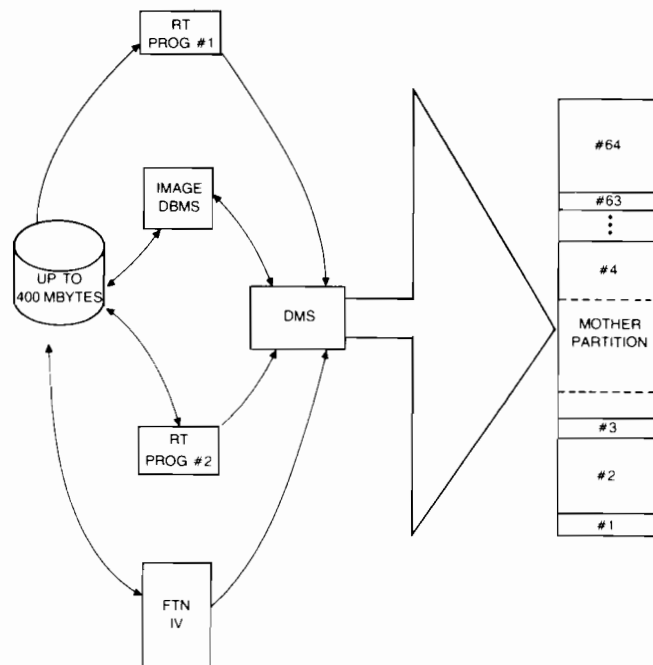 RT
PROG #1
IMAGE
DBMS
UP TO
400 MBYTES
DMS
RT
PROG #2
FTN
IV
#64
#63
#4
MOTHER
PARTITION
#3
#2
#1